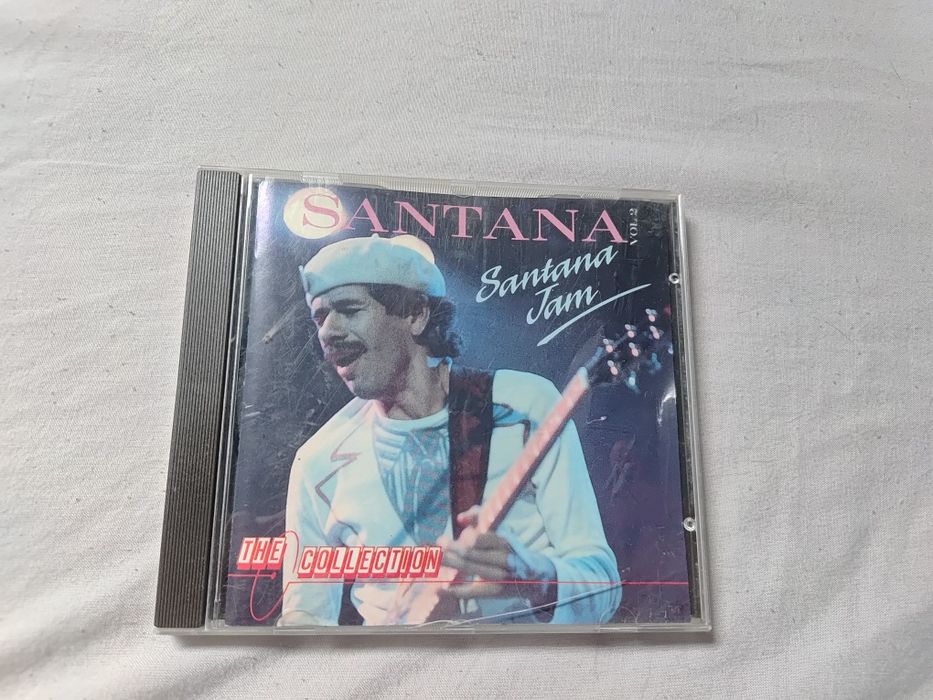 SANTANA
VOL 2
Santana
Jam
THE COLLECTION